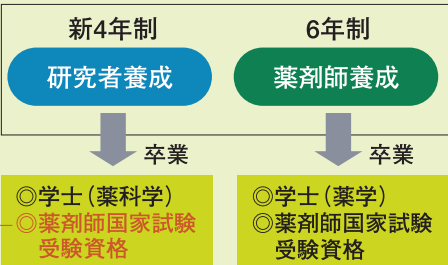 新4年制
研究者養成
卒業
◎学士（薬科学）
◎薬剤師国家試験
受験資格
6年制
薬剤師養成
卒業
◎学士（薬学）
◎薬剤師国家試験
受験資格